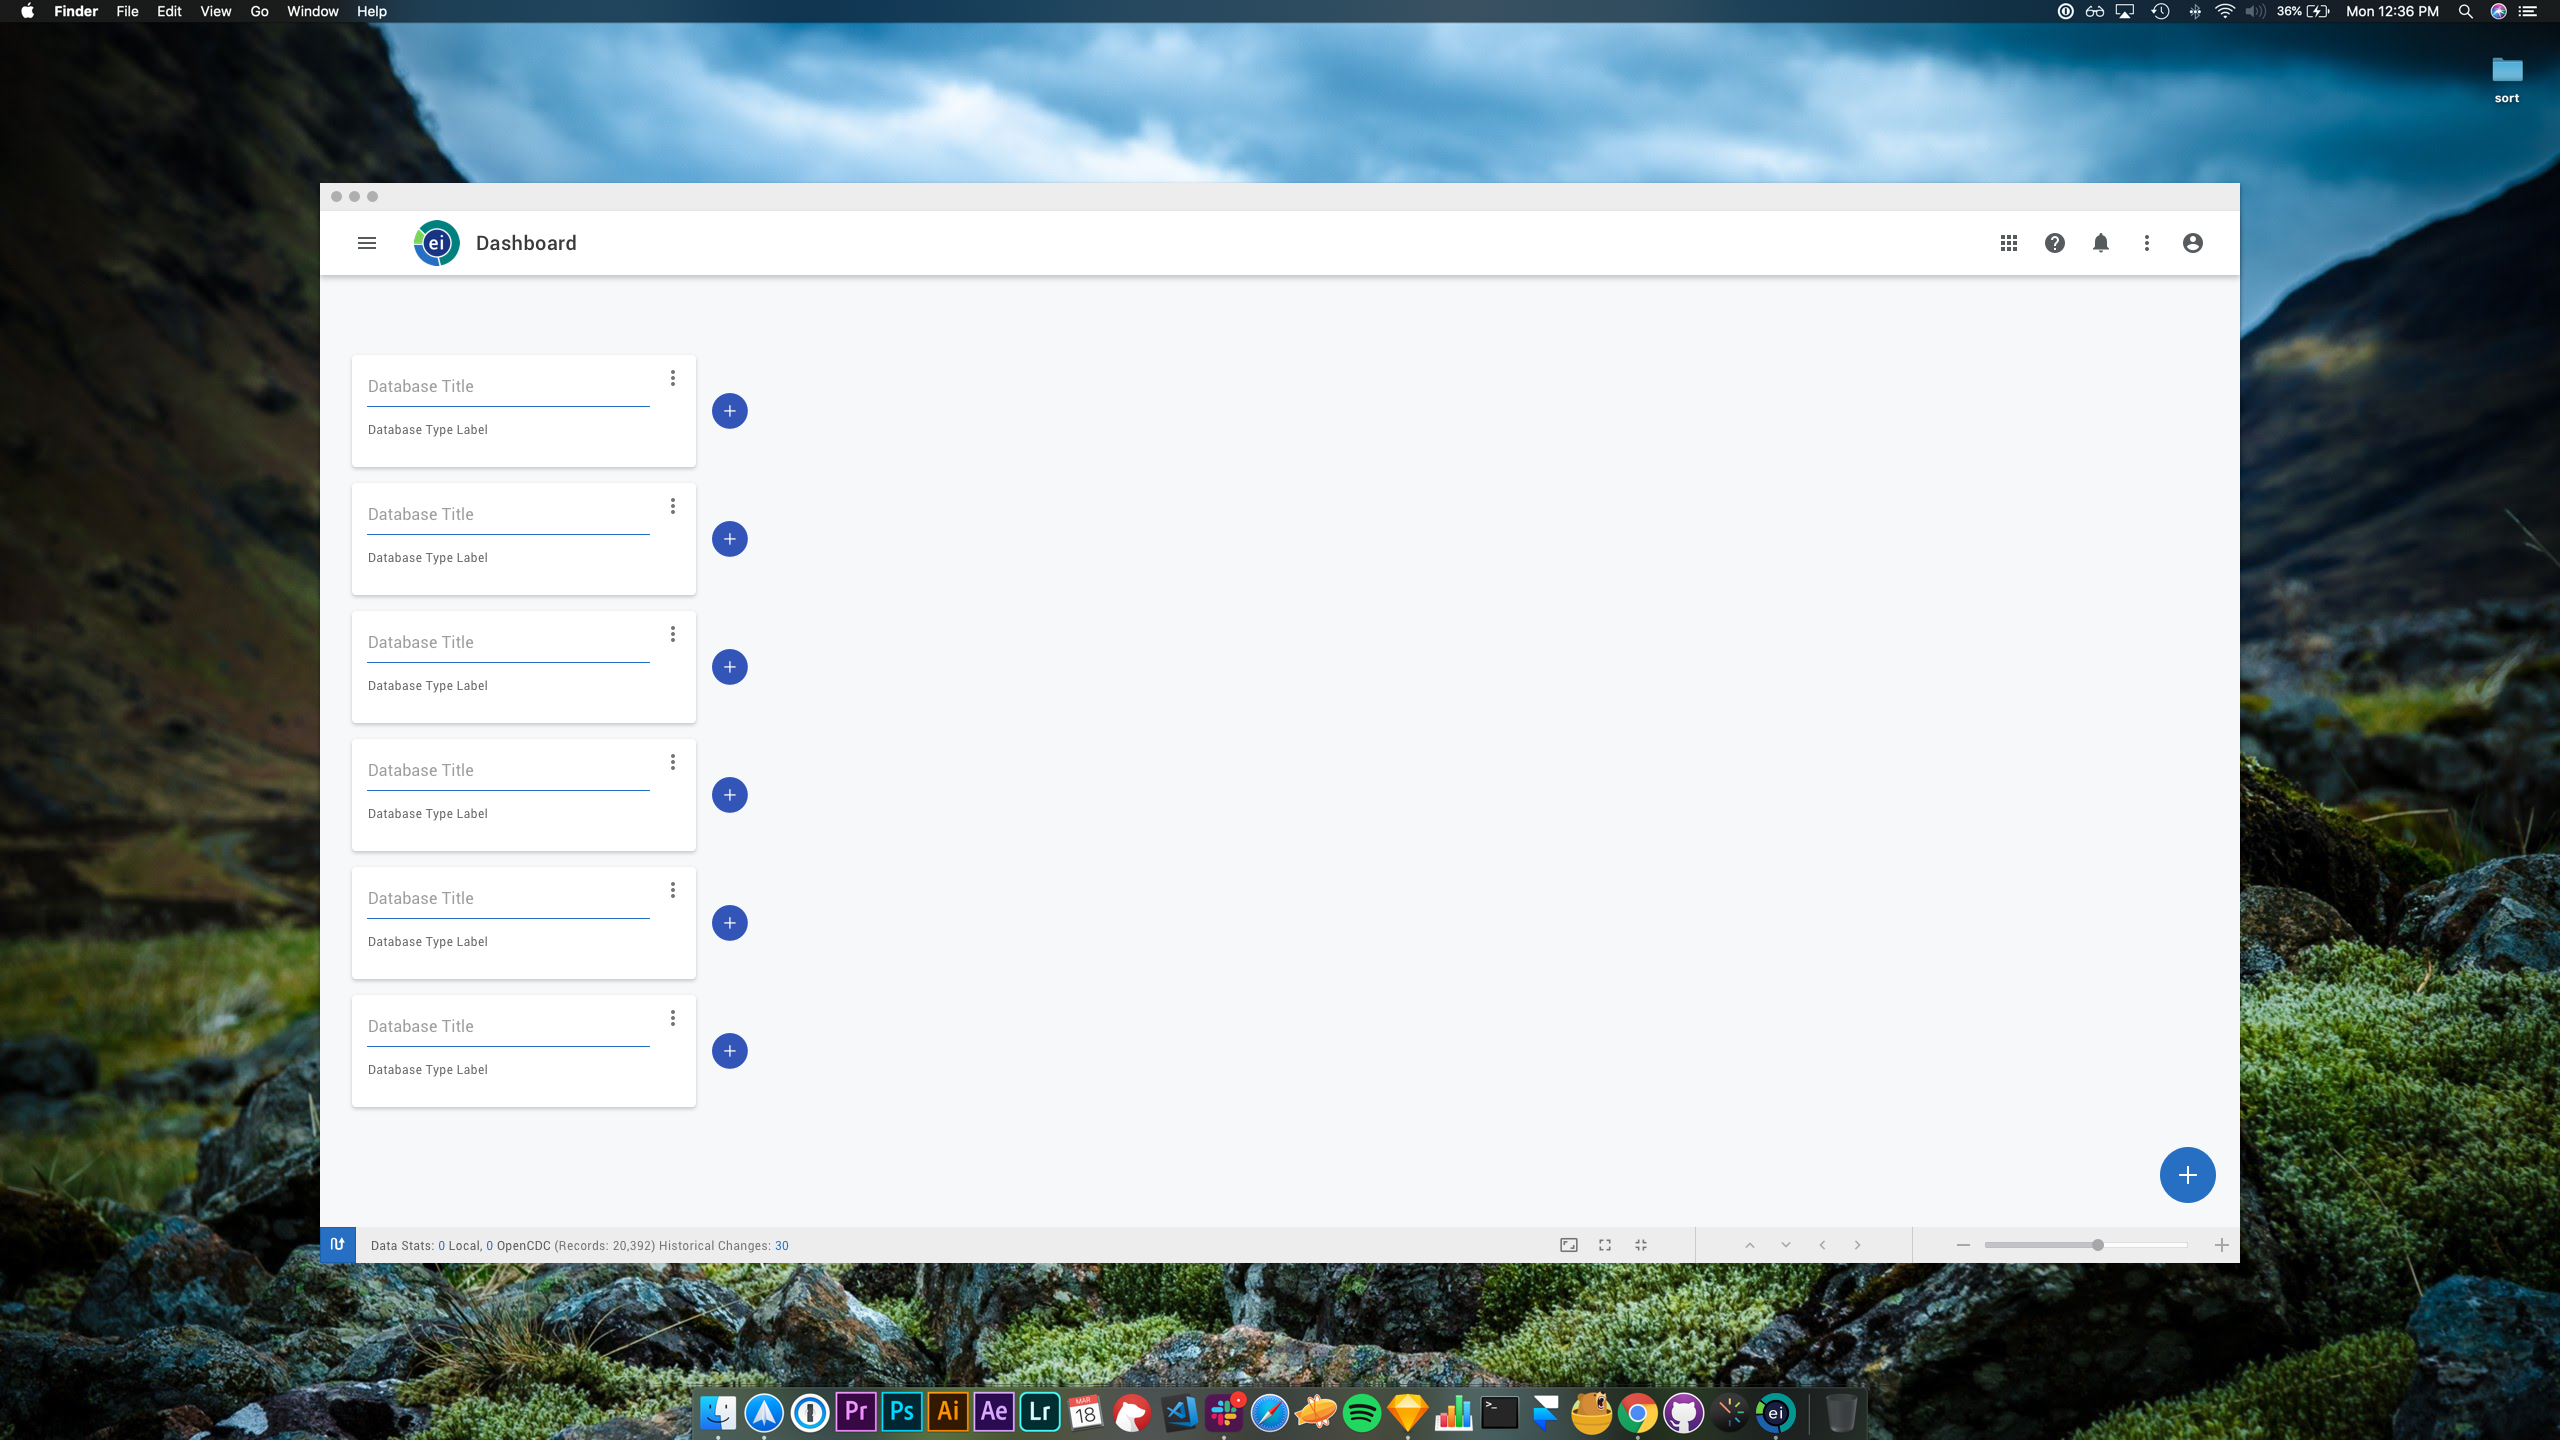 Finder File Edit View Go Window Help
36% Mon 12:36 PM
sort
ei Dashboard
Database Title
Database Type Label
Database Title
Database Type Label
Database Title
Database Type Label
Database Title
Database Type Label
Database Title
Database Type Label
Database Title
Database Type Label
Data Stats: 0 Local, 0 OpenCDC (Records: 20,392) Historical Changes: 30
Pr Ps Ai Ae Lr MAR 18 ei